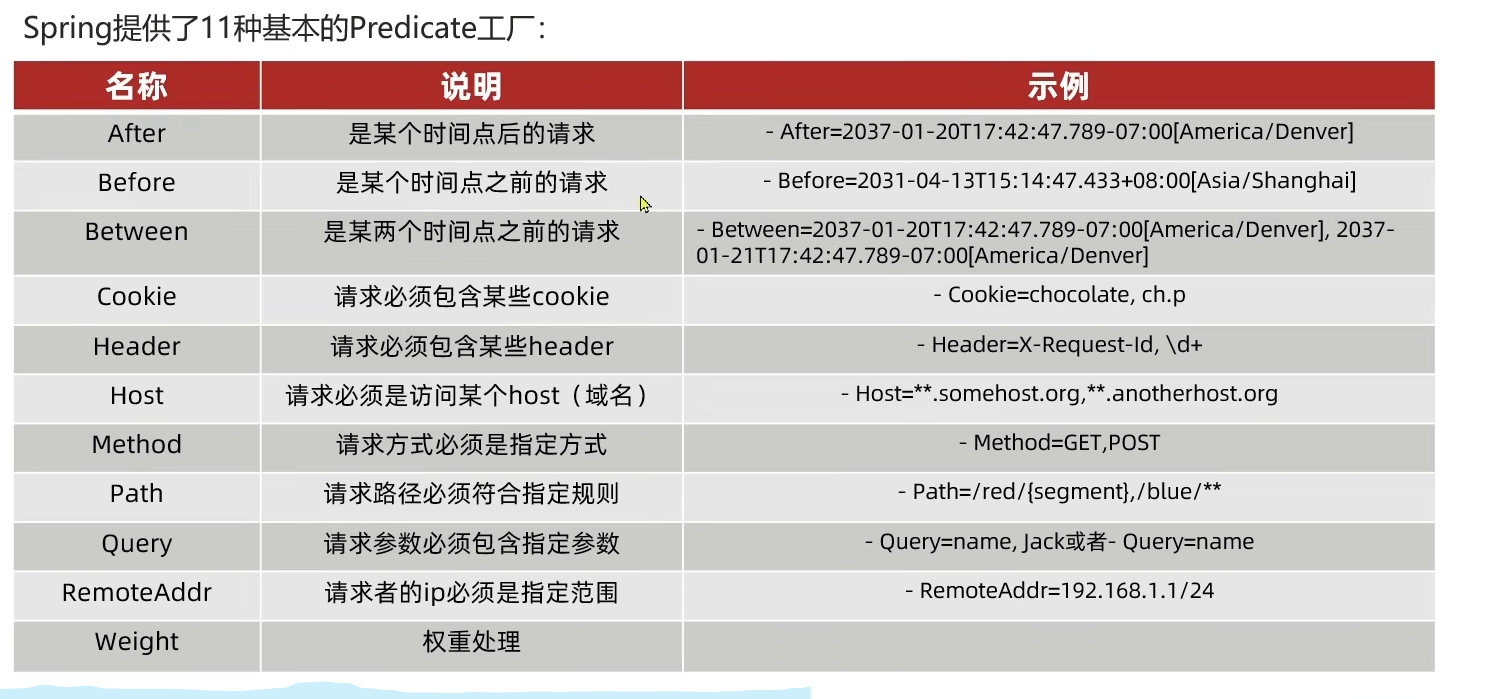 Spring提供了11种基本的Predicate工厂：
名称 说明 示例
After 是某个时间点后的请求 - After=2037-01-20T17:42:47.789-07:00[America/Denver]
Before 是某个时间点之前的请求 - Before=2031-04-13T15:14:47.433+08:00[Asia/Shanghai]
Between 是某两个时间点之前的请求 - Between=2037-01-20T17:42:47.789-07:00[America/Denver], 2037-
01-21T17:42:47.789-07:00[America/Denver]
Cookie 请求必须包含某些cookie - Cookie=chocolate, ch.p
Header 请求必须包含某些header - Header=X-Request-Id, \d+
Host 请求必须是访问某个host（域名） - Host=**.somehost.org,**.anotherhost.org
Method 请求方式必须是指定方式 - Method=GET,POST
Path 请求路径必须符合指定规则 - Path=/red/{segment},/blue/**
Query 请求参数必须包含指定参数 - Query=name, Jack或者- Query=name
RemoteAddr 请求者的ip必须是指定范围 - RemoteAddr=192.168.1.1/24
Weight 权重处理